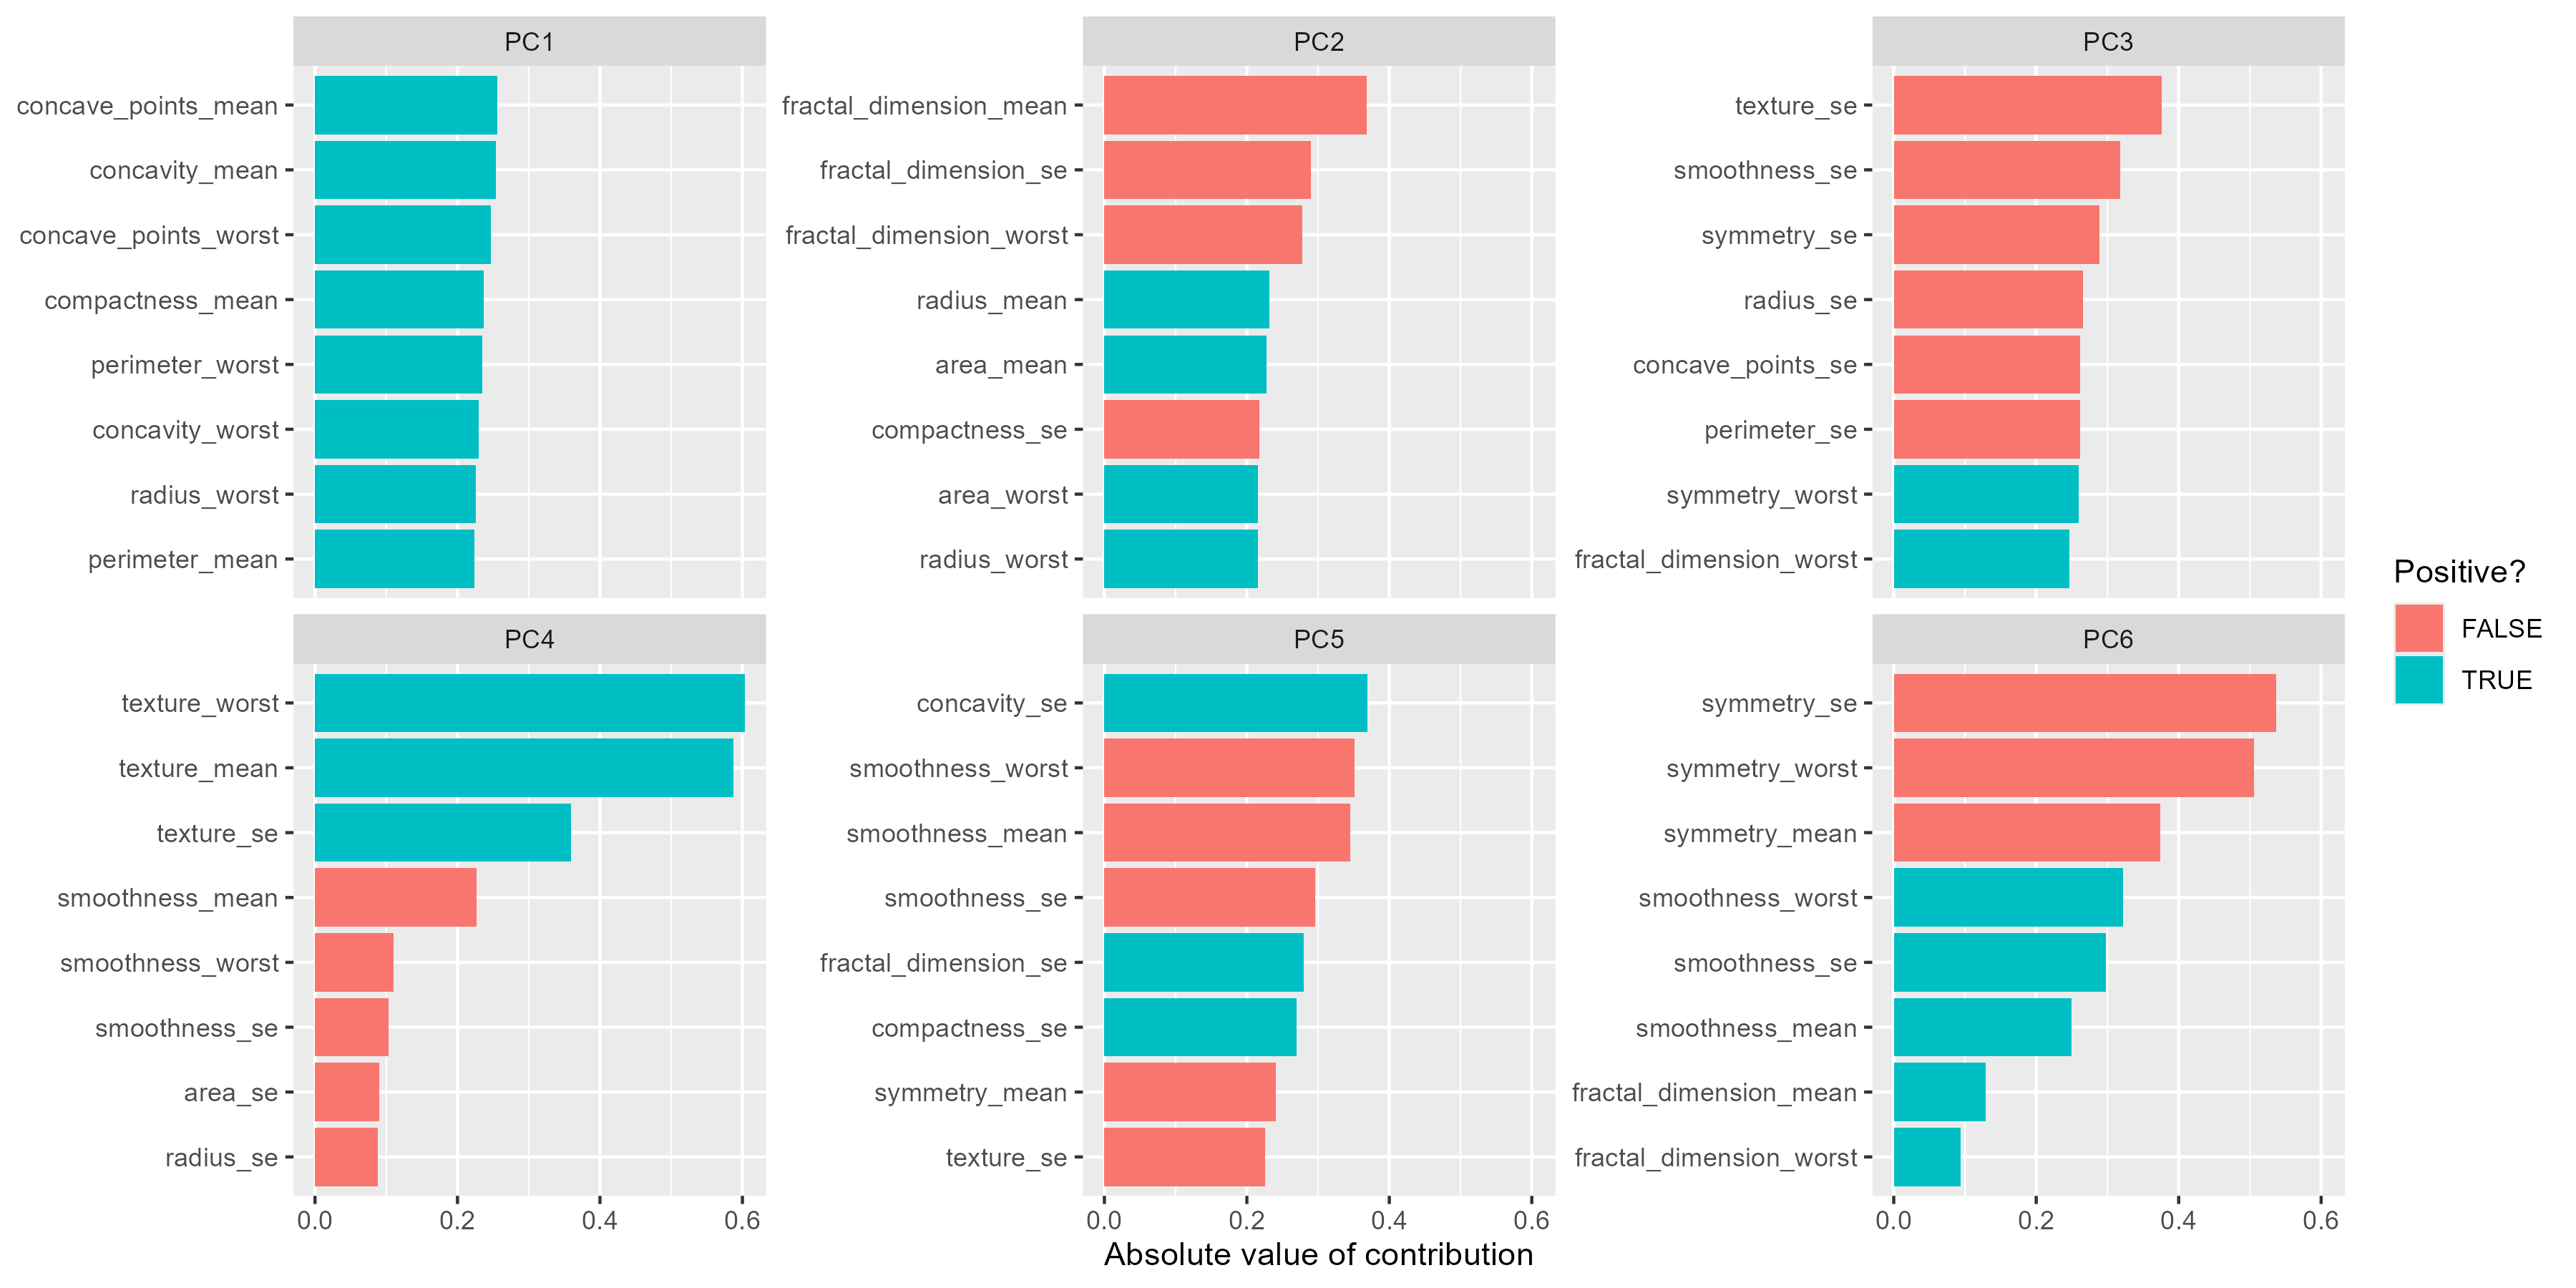 PC1
concave_points_mean
concavity_mean
concave_points_worst
compactness_mean
perimeter_worst
concavity_worst
radius_worst
perimeter_mean
PC2
fractal_dimension_mean
fractal_dimension_se
fractal_dimension_worst
radius_mean
area_mean
compactness_se
area_worst
radius_worst
PC3
texture_se
smoothness_se
symmetry_se
radius_se
concave_points_se
perimeter_se
symmetry_worst
fractal_dimension_worst
PC4
texture_worst
texture_mean
texture_se
smoothness_mean
smoothness_worst
smoothness_se
area_se
radius_se
0.0 0.2 0.4 0.6
PC5
concavity_se
smoothness_worst
smoothness_mean
smoothness_se
fractal_dimension_se
compactness_se
symmetry_mean
texture_se
0.0 0.2 0.4 0.6
PC6
symmetry_se
symmetry_worst
symmetry_mean
smoothness_worst
smoothness_se
smoothness_mean
fractal_dimension_mean
fractal_dimension_worst
0.0 0.2 0.4 0.6
Absolute value of contribution
Positive?
FALSE
TRUE